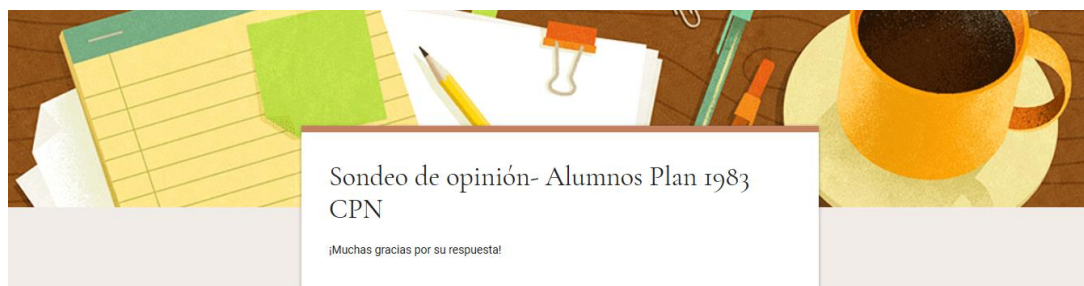 Sondeo de opinión- Alumnos Plan 1983
CPN
¡Muchas gracias por su respuesta!